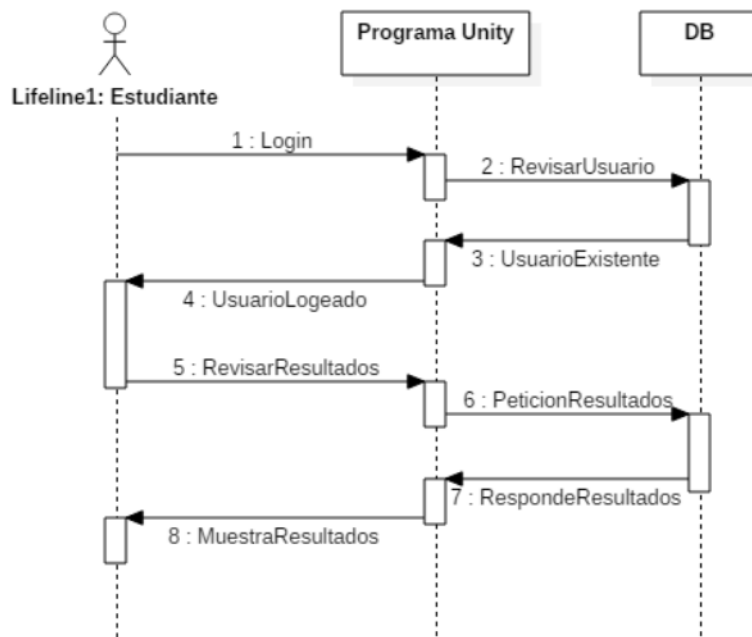 Programa Unity
DB
Lifeline1: Estudiante
1 : Login
2 : RevisarUsuario
3 : UsuarioExistente
4 : UsuarioLogeado
5 : RevisarResultados
6 : PeticionResultados
7 : RespondeResultados
8 : MuestraResultados